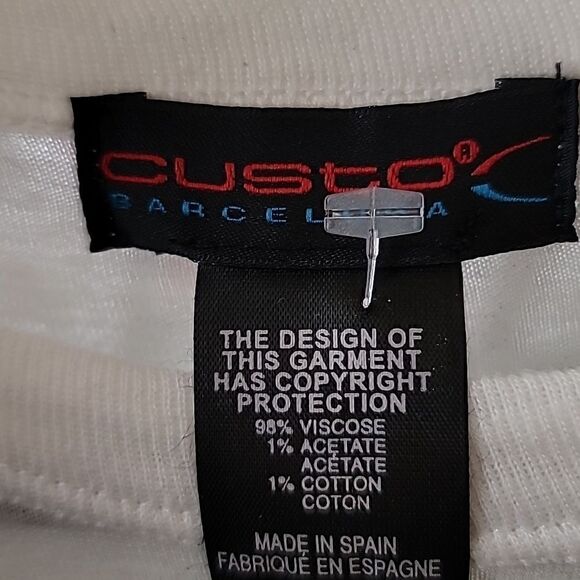 custo®
BARCELONA
THE DESIGN OF
THIS GARMENT
HAS COPYRIGHT
PROTECTION
98% VISCOSE
1% ACETATE
ACÉTATE
1% COTTON
COTON
MADE IN SPAIN
FABRIQUÉ EN ESPAGNE